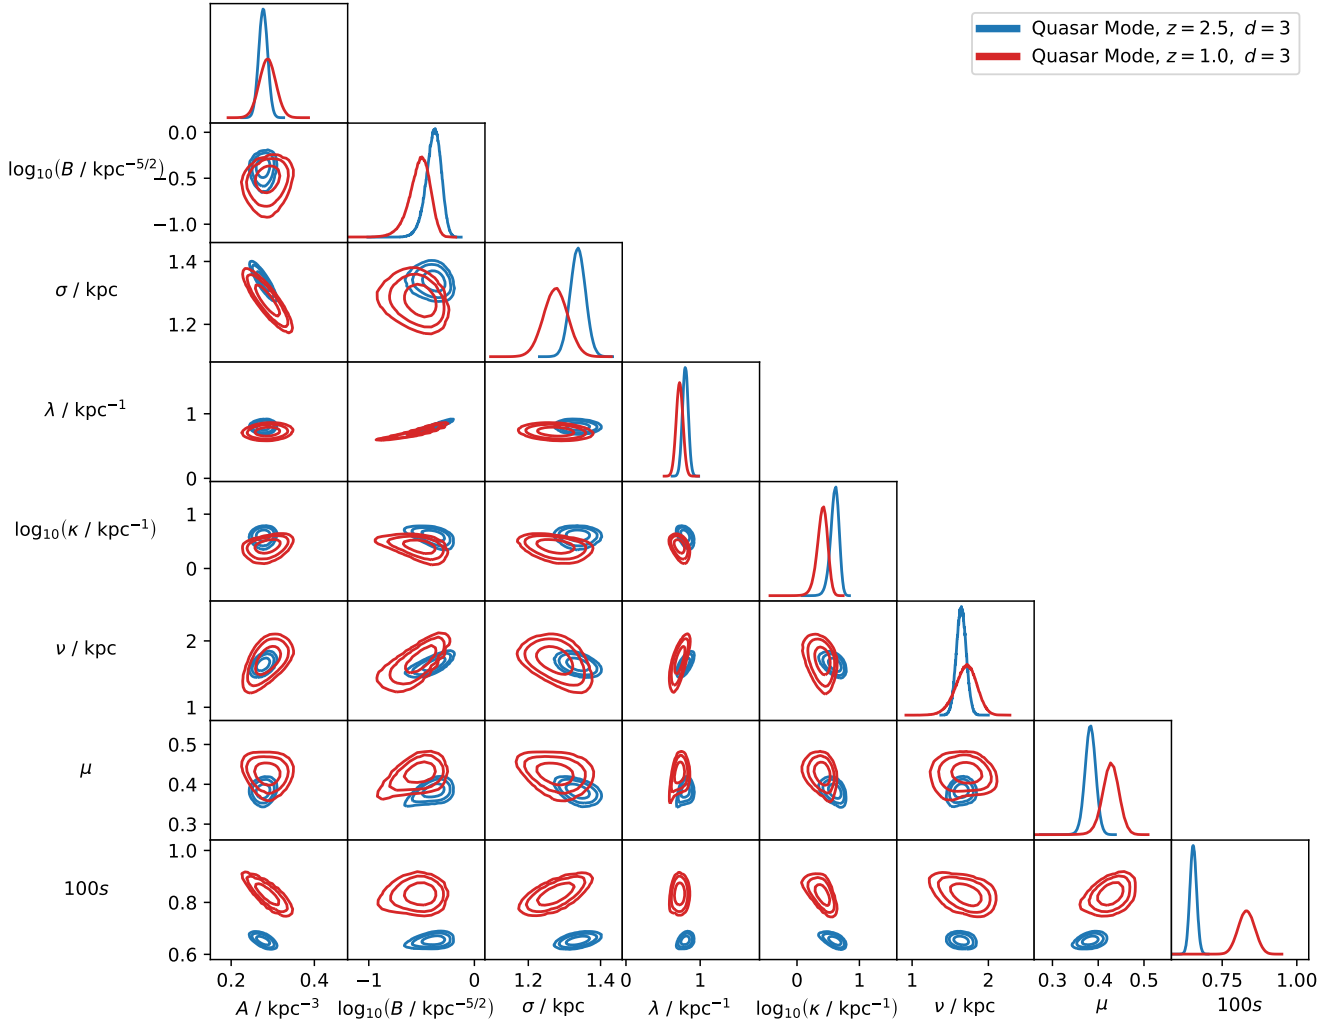 Quasar Mode, z = 2.5, d = 3
Quasar Mode, z = 1.0, d = 3
0.0
log₁₀(B / kpc⁻⁵/²)
−0.5
−1.0
1.4
σ / kpc
1.2
λ / kpc⁻¹
1
0
1
log₁₀(κ / kpc⁻¹)
0
2
ν / kpc
1
0.5
μ
0.4
0.3
1.0
100s
0.8
0.6
0.2 0.4 −1 0 1.2 1.4 0 1 0 1 1 2 0.3 0.4 0.5 0.75 1.00
A / kpc⁻³ log₁₀(B / kpc⁻⁵/²) σ / kpc λ / kpc⁻¹ log₁₀(κ / kpc⁻¹) ν / kpc μ 100s